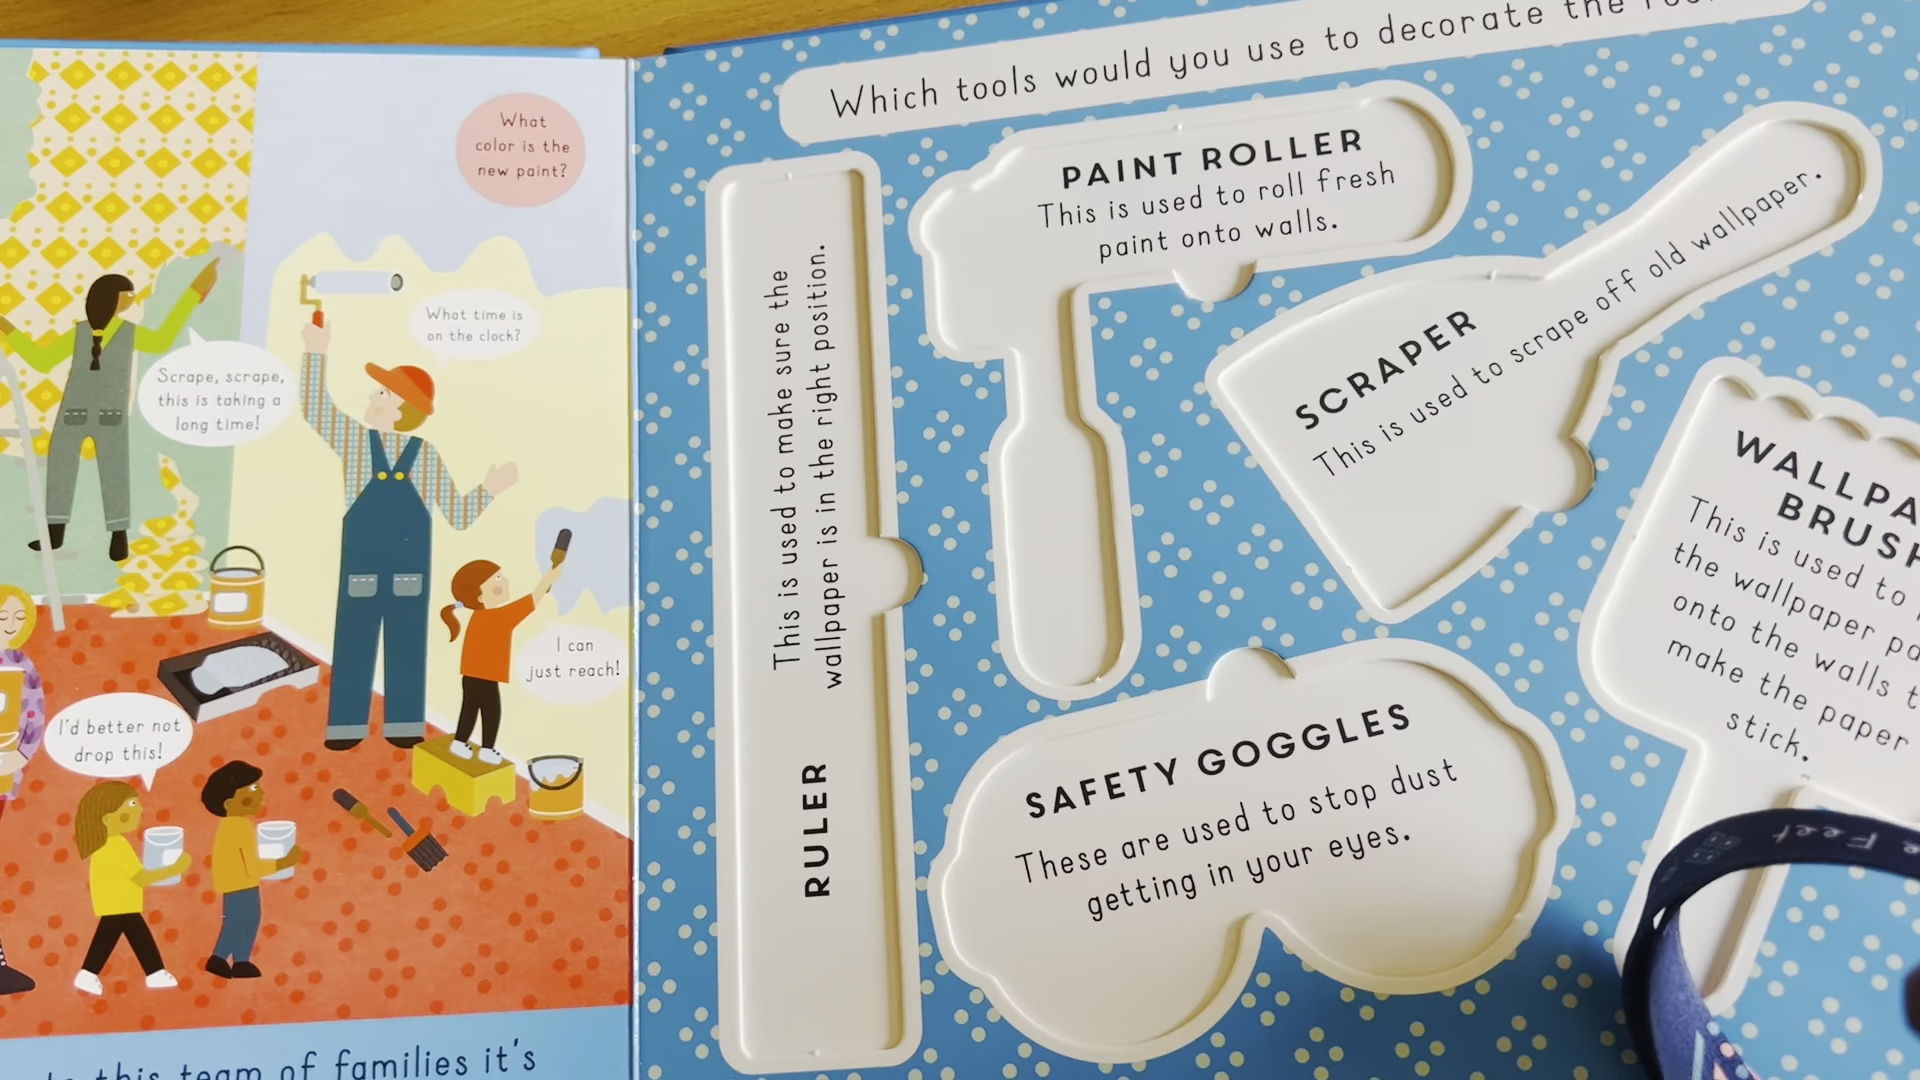 What
color is the
new paint?
What time is
on the clock?
Scrape, scrape,
this is taking a
long time!
I can
just reach!
I'd better not
drop this!
this team of families it's
Which tools would you use to decorate the
PAINT ROLLER
This is used to roll fresh
paint onto walls.
RULER
This is used to make sure the
wallpaper is in the right position.
SCRAPER
This is used to scrape off old wallpaper.
SAFETY GOGGLES
These are used to stop dust
getting in your eyes.
This is used to
the wallpaper
onto the walls
make the paper
stick.
Feet